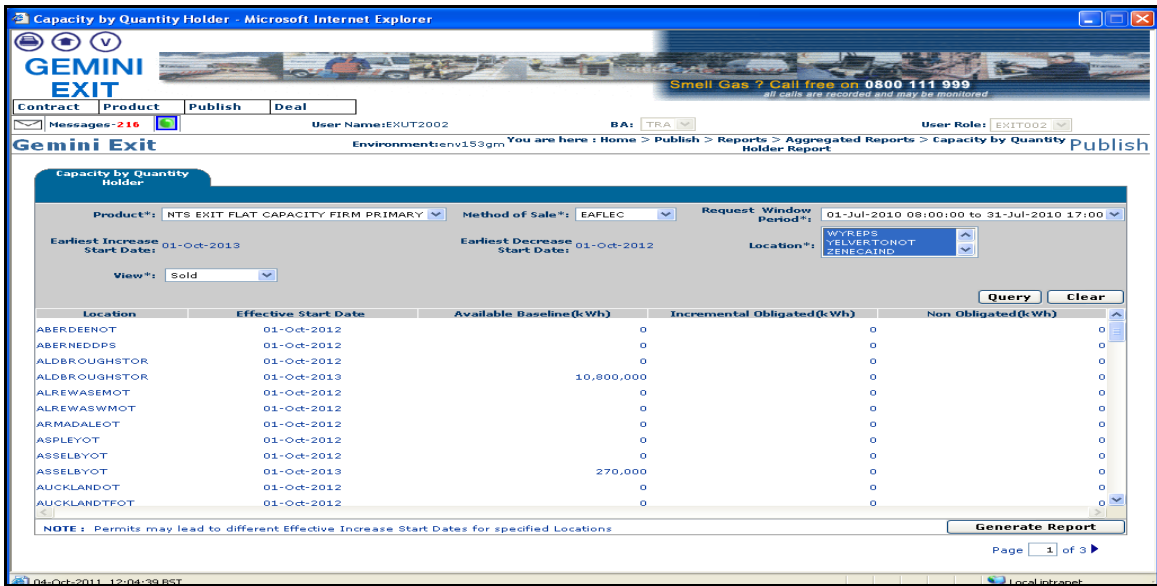 Capacity by Quantity Holder - Microsoft Internet Explorer
V
GEMINI
EXIT
Smell Gas ? Call free on 0800 111 999
all calls are recorded and may be monitored
Contract Product Publish Deal
Messages-216 User Name:EXUT2002 BA: TRA User Role: EXIT002
Gemini Exit Environment:env153gm You are here : Home > Publish > Reports > Aggregated Reports > Capacity by Quantity Holder Report Publish
Capacity by Quantity
Holder
Product*: NTS EXIT FLAT CAPACITY FIRM PRIMARY Method of Sale*: EAFLEC Request Window Period*: 01-Jul-2010 08:00:00 to 31-Jul-2010 17:00
Earliest Increase Start Date: 01-Oct-2013 Earliest Decrease Start Date: 01-Oct-2012 Location*: WYREPS
YELVERTONOT
ZENECAIND
View*: Sold
Query Clear
Location Effective Start Date Available Baseline(kWh) Incremental Obligated(kWh) Non Obligated(kWh)
ABERDEENOT 01-Oct-2012 0 0 0
ABERNEDDPS 01-Oct-2012 0 0 0
ALDBROUGHSTOR 01-Oct-2012 0 0 0
ALDBROUGHSTOR 01-Oct-2013 10,800,000 0 0
ALREWASEMOT 01-Oct-2012 0 0 0
ALREWASWMOT 01-Oct-2012 0 0 0
ARMADALEOT 01-Oct-2012 0 0 0
ASPLEYOT 01-Oct-2012 0 0 0
ASSELBYOT 01-Oct-2012 0 0 0
ASSELBYOT 01-Oct-2013 270,000 0 0
AUCKLANDOT 01-Oct-2012 0 0 0
AUCKLANDTFOT 01-Oct-2012 0 0 0
NOTE : Permits may lead to different Effective Increase Start Dates for specified Locations Generate Report
Page 1 of 3
04-Oct-2011 12:04:39 BST Local intranet